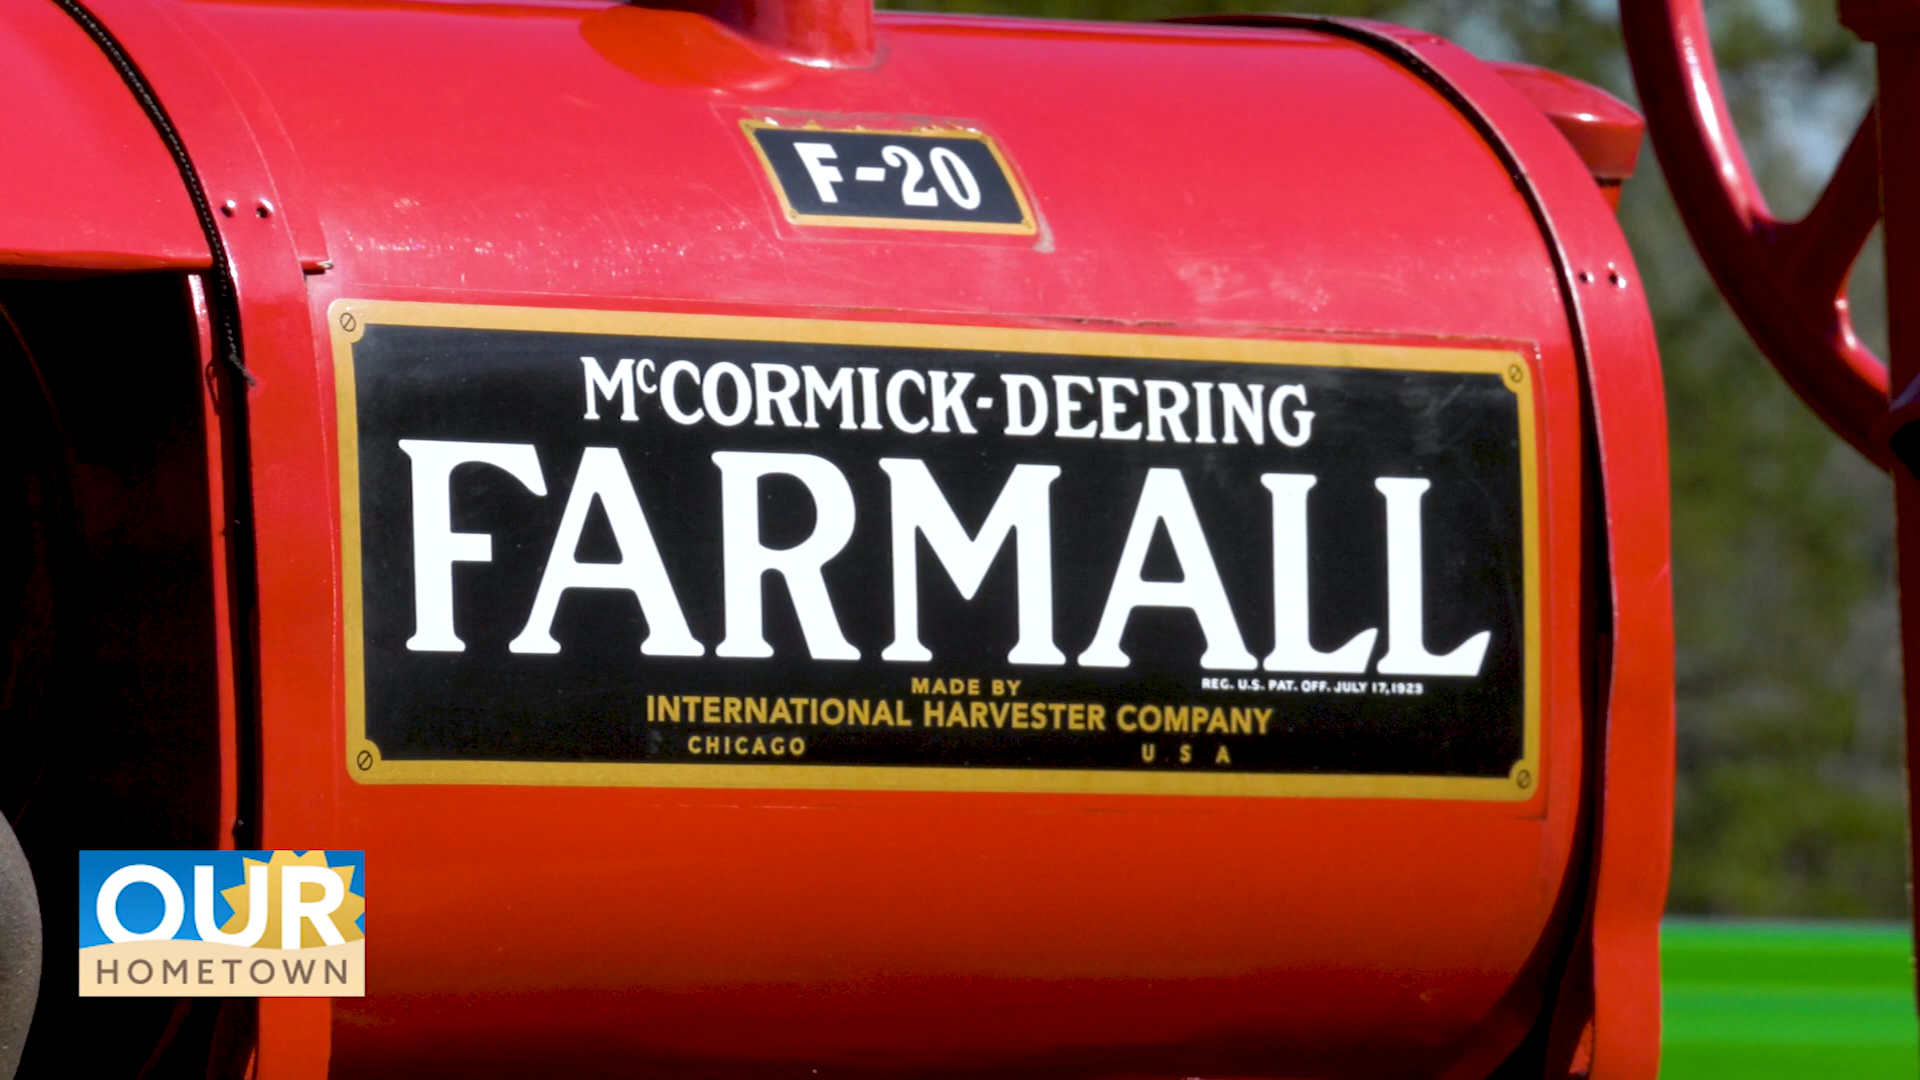 F-20
McCORMICK-DEERING
FARMALL
REG. U.S. PAT. OFF. JULY 17, 1923
MADE BY
INTERNATIONAL HARVESTER COMPANY
CHICAGO U S A
OUR
HOMETOWN